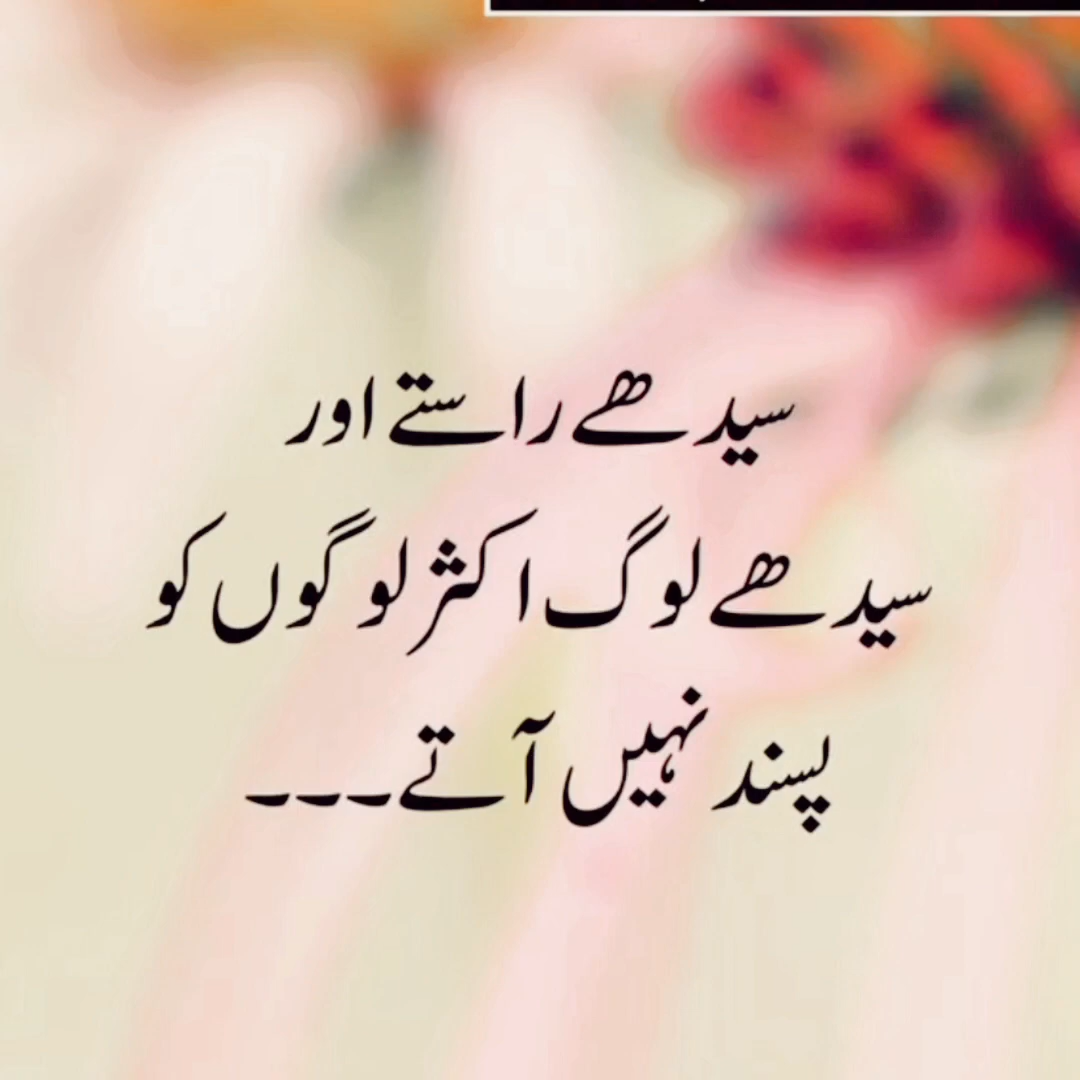 سیدھے راستے اور
سیدھے لوگ اکثر لوگوں کو
پسند نہیں آتے۔۔۔